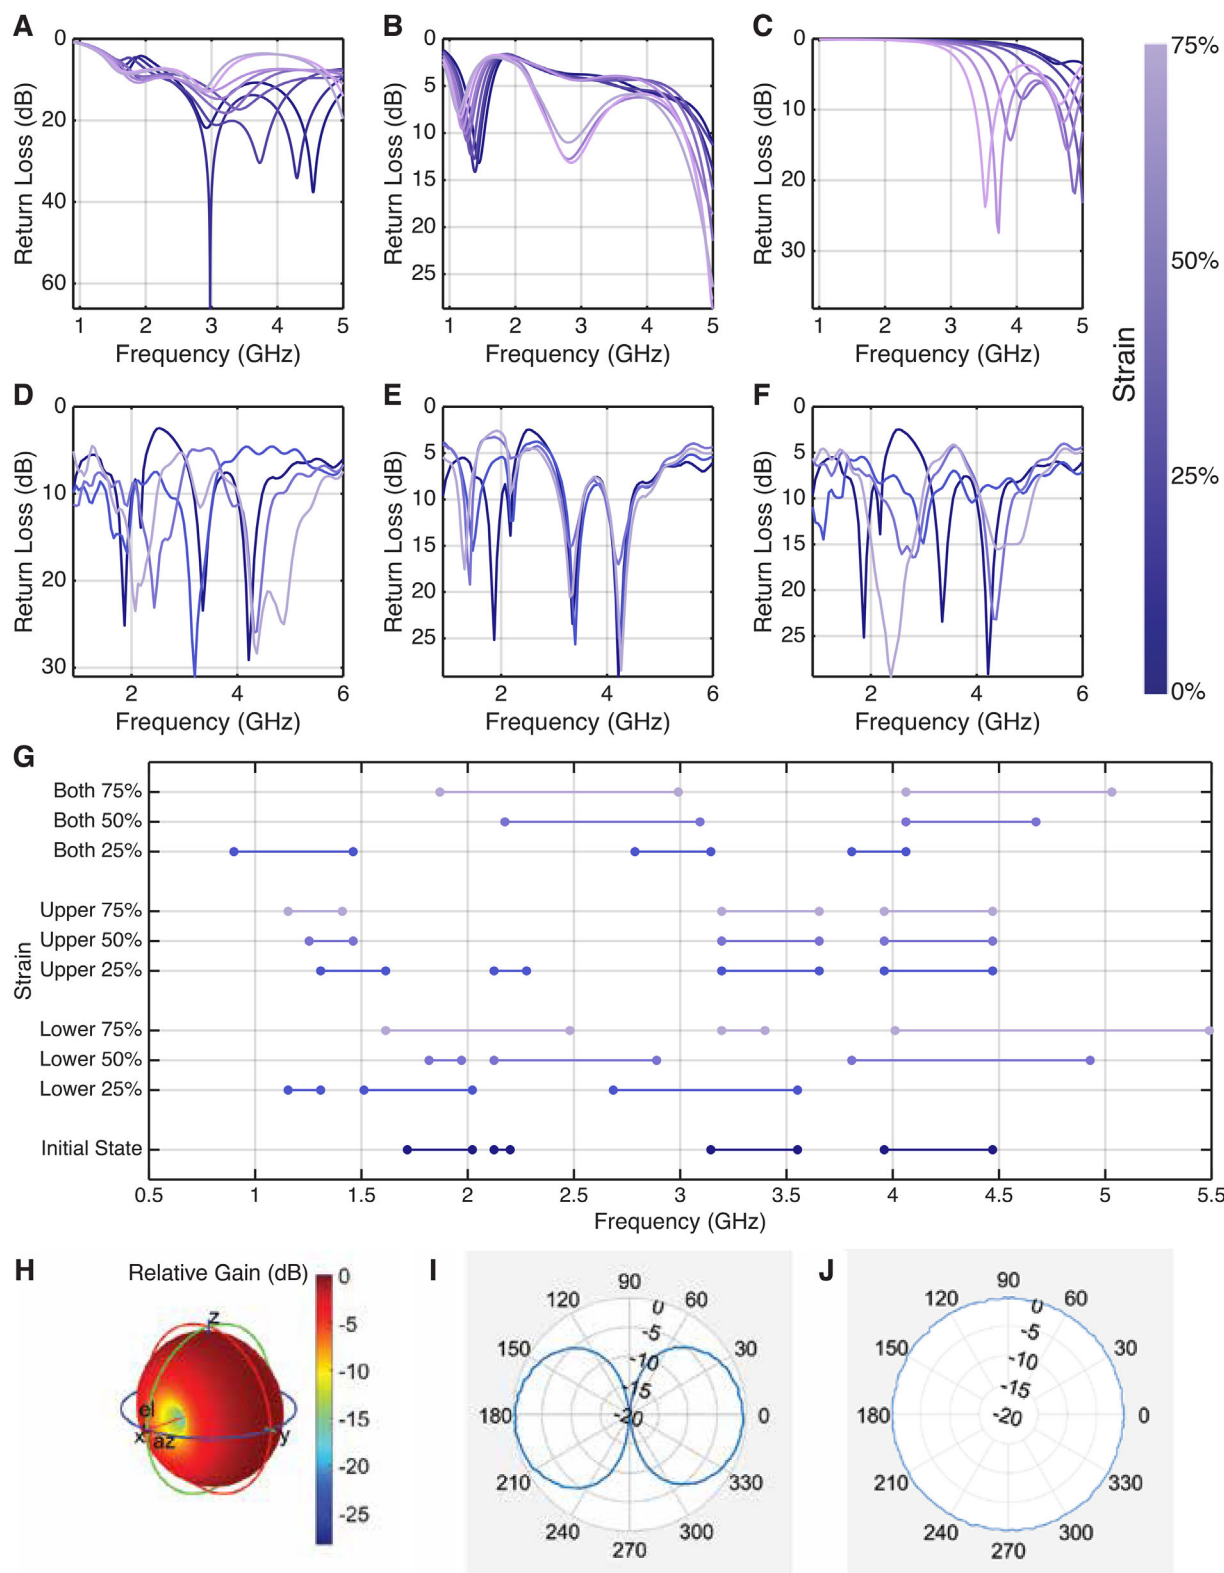 A
B
C
0
20
40
60
Return Loss (dB)
1 2 3 4 5
Frequency (GHz)
0
5
10
15
20
25
Return Loss (dB)
1 2 3 4 5
Frequency (GHz)
0
10
20
30
Return Loss (dB)
1 2 3 4 5
Frequency (GHz)
75%
50%
25%
0%
Strain
D
E
F
0
10
20
30
Return Loss (dB)
2 4 6
Frequency (GHz)
0
5
10
15
20
25
Return Loss (dB)
2 4 6
Frequency (GHz)
0
5
10
15
20
25
Return Loss (dB)
2 4 6
Frequency (GHz)
G
Strain
Both 75%
Both 50%
Both 25%
Upper 75%
Upper 50%
Upper 25%
Lower 75%
Lower 50%
Lower 25%
Initial State
0.5 1 1.5 2 2.5 3 3.5 4 4.5 5 5.5
Frequency (GHz)
H
Relative Gain (dB)
0
-5
-10
-15
-20
-25
z
el
x
az
y
I
90
120 60
150 30
180 0
210 330
240 300
270
0
-5
-10
-15
-20
J
90
120 60
150 30
180 0
210 330
240 300
270
0
-5
-10
-15
-20